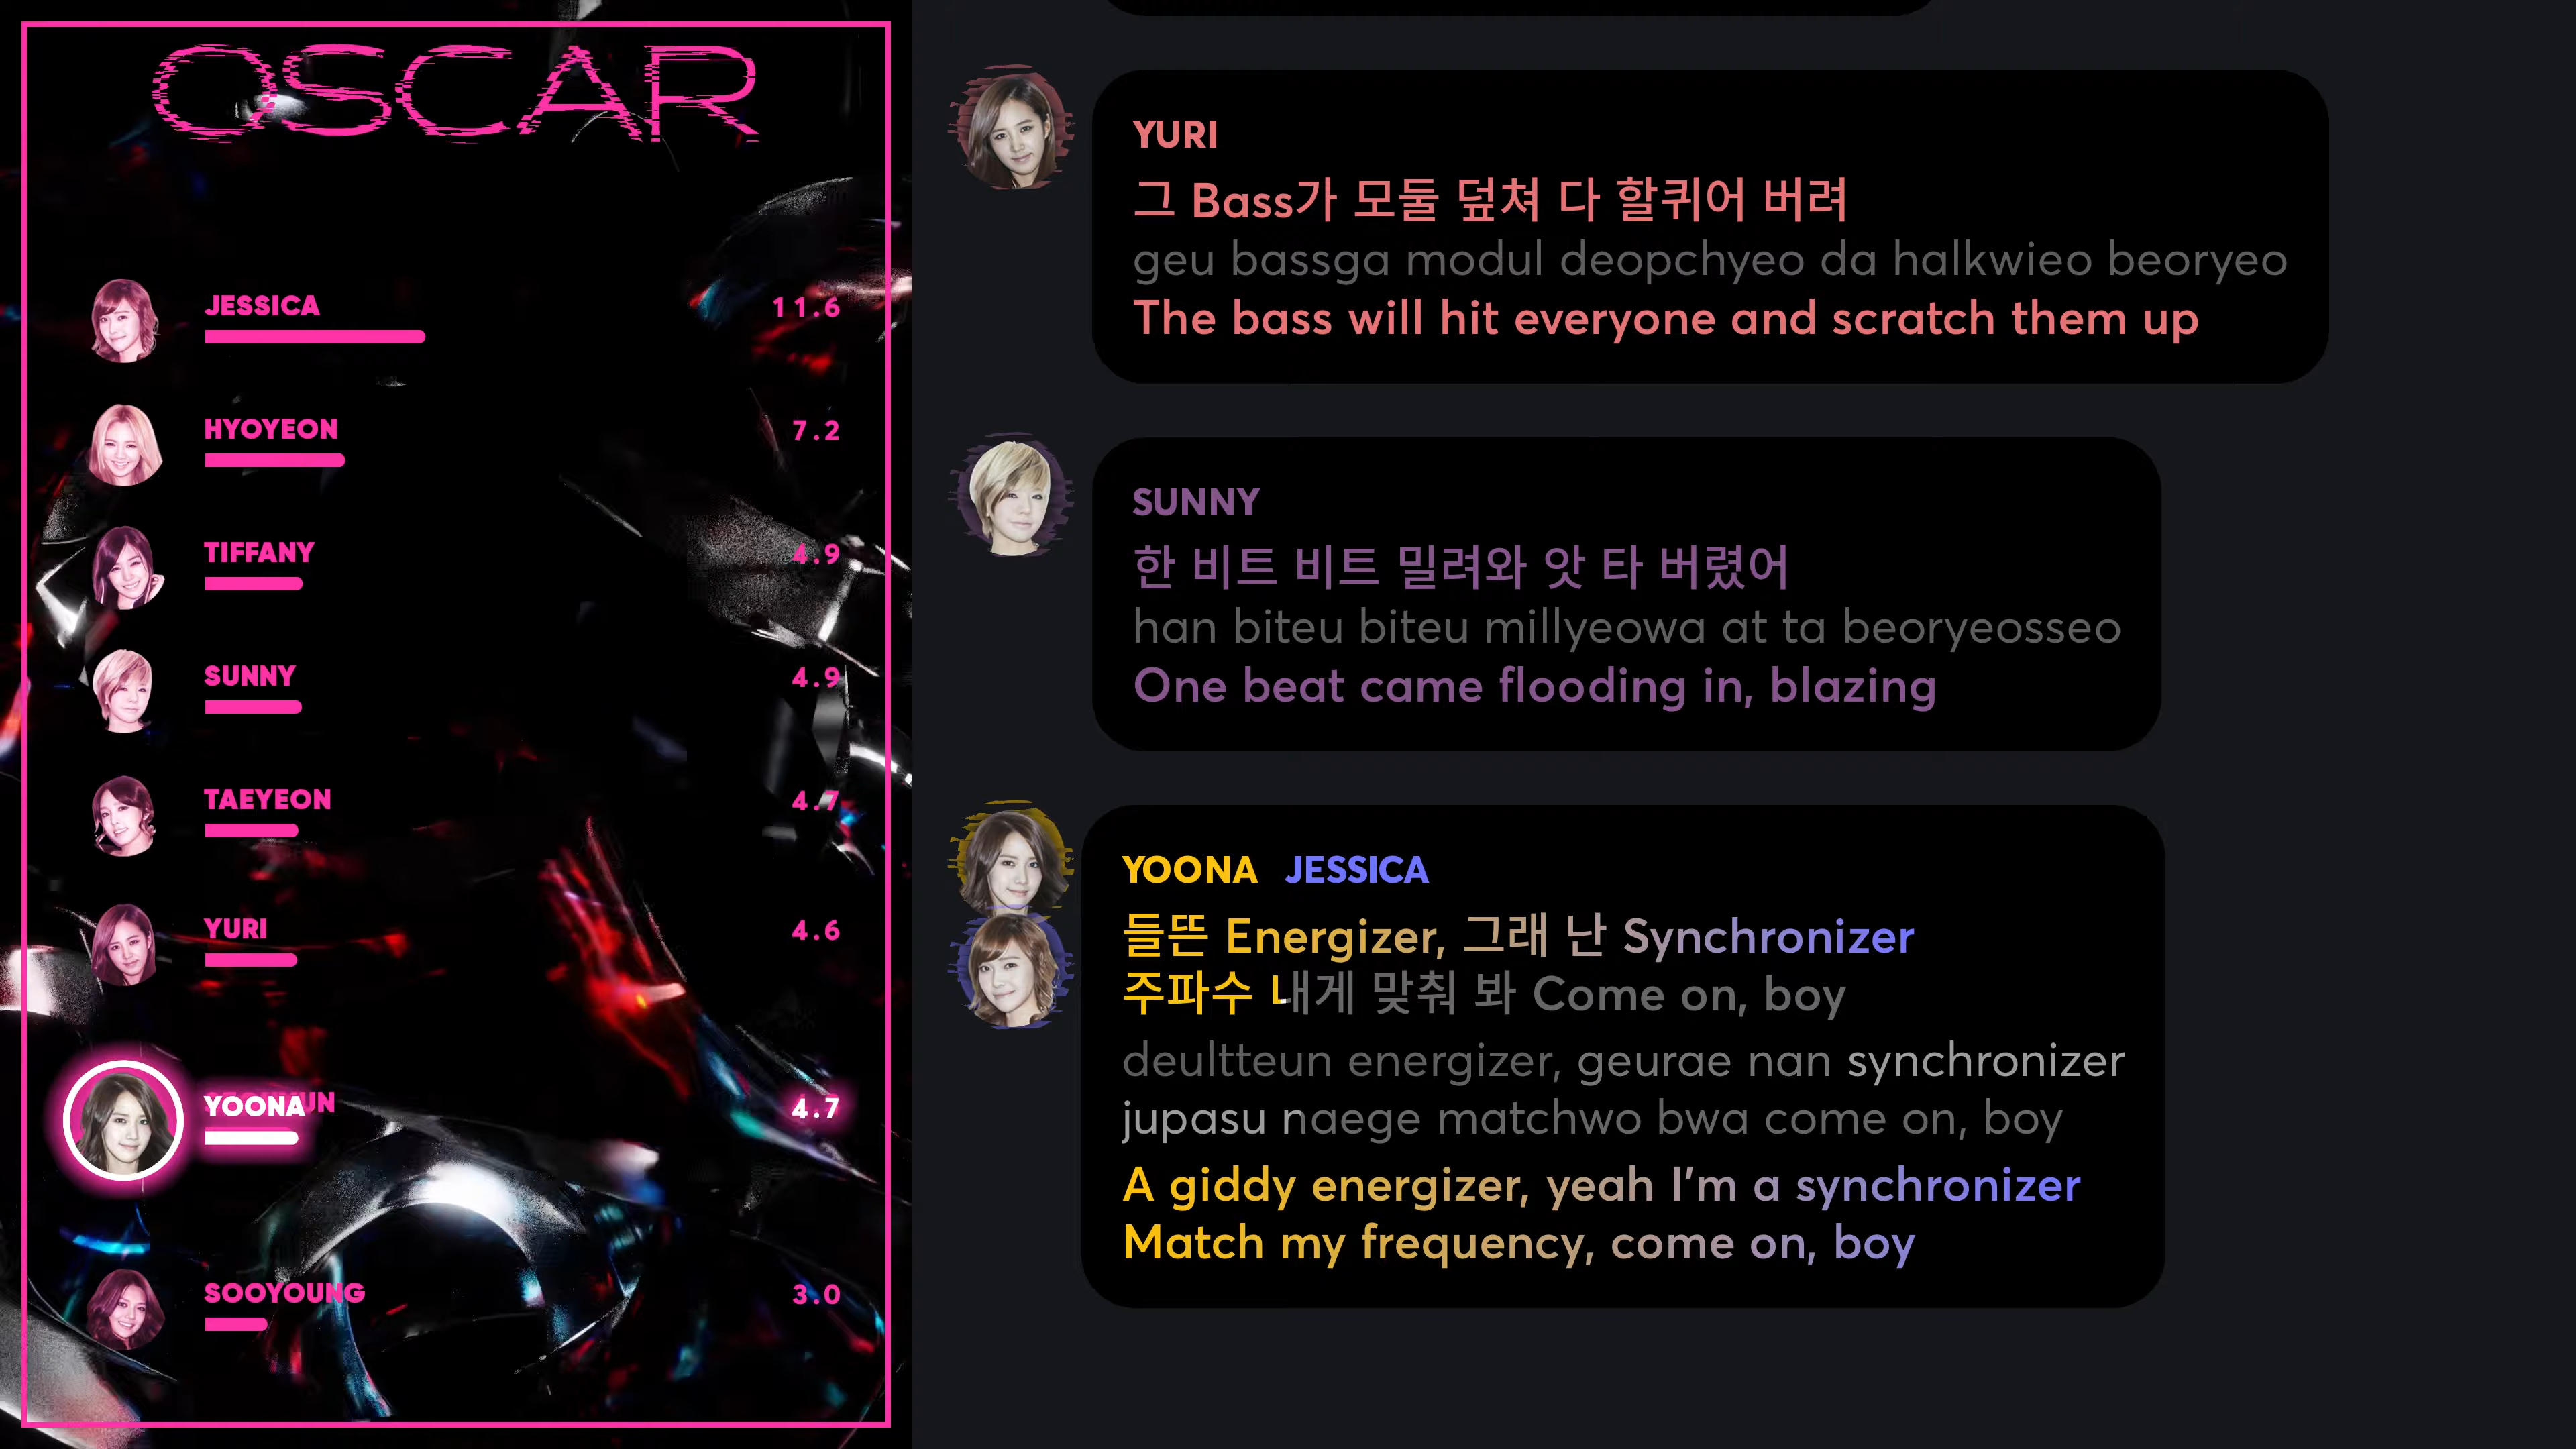 OSCAR
JESSICA 11.6
HYOYEON 7.2
TIFFANY 4.9
SUNNY 4.9
TAEYEON 4.7
YURI 4.6
YOONA 4.7
SOOYOUNG 3.0
YURI
그 Bass가 모둘 덮쳐 다 할퀴어 버려
geu bassga modul deopchyeo da halkwieo beoryeo
The bass will hit everyone and scratch them up
SUNNY
한 비트 비트 밀려와 앗 타 버렸어
han biteu biteu millyeowa at ta beoryeosseo
One beat came flooding in, blazing
YOONA JESSICA
들뜬 Energizer, 그래 난 Synchronizer
주파수 내게 맞춰 봐 Come on, boy
deultteun energizer, geurae nan synchronizer
jupasu naege matchwo bwa come on, boy
A giddy energizer, yeah I'm a synchronizer
Match my frequency, come on, boy